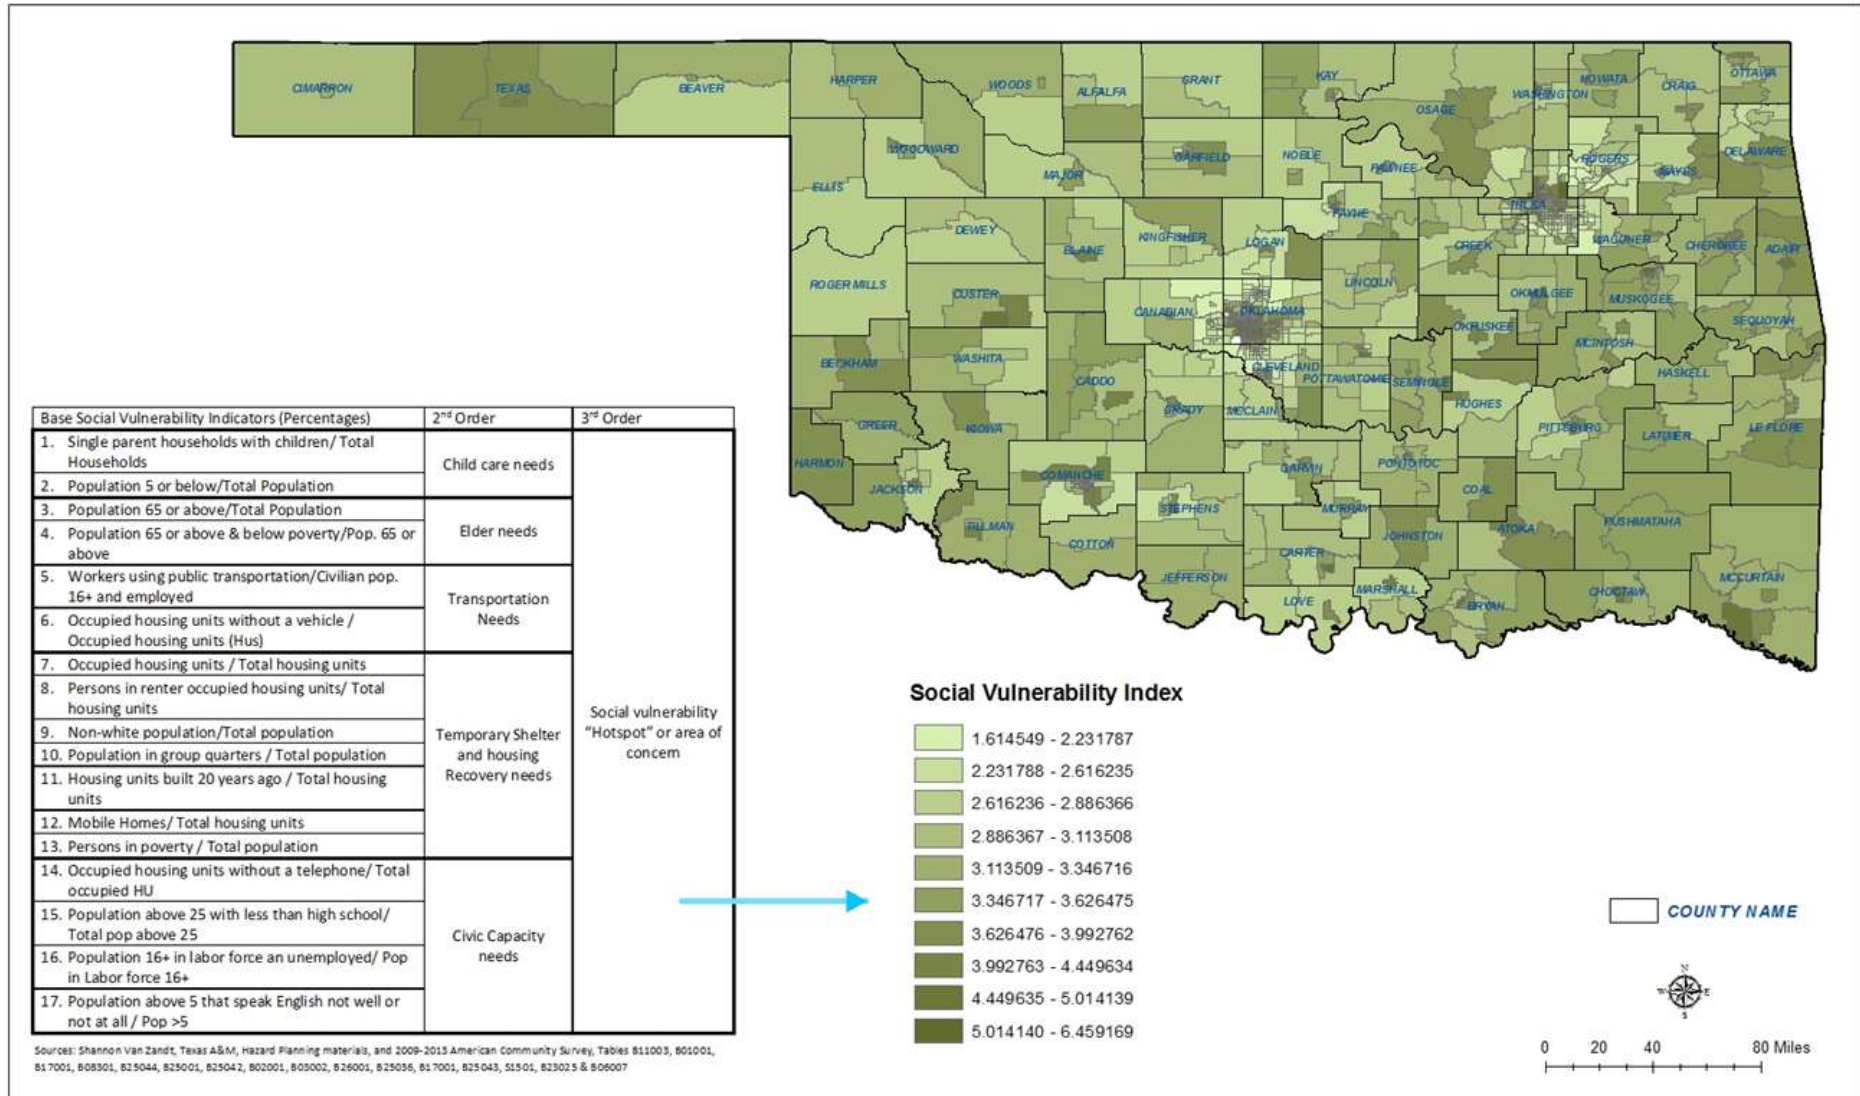 CIMARRON
TEXAS
BEAVER
HARPER
WOODS
ALFALFA
GRANT
KAY
OSAGE
WASHINGTON
NOWATA
CRAIG
OTTAWA
WOODWARD
MAJOR
GARFIELD
NOBLE
PAWNEE
ROGERS
MAYES
DELAWARE
ELLIS
DEWEY
BLAINE
KINGFISHER
LOGAN
PAYNE
CREEK
TULSA
WAGONER
CHEROKEE
ADAIR
ROGER MILLS
CUSTER
CANADIAN
OKLAHOMA
LINCOLN
OKMULGEE
MUSKOGEE
SEQUOYAH
OKFUSKEE
MCINTOSH
BECKHAM
WASHITA
CADDO
GRADY
CLEVELAND
MCCLAIN
POTTAWATOMIE
SEMINOLE
HUGHES
HASKELL
PITTSBURG
LATIMER
LE FLORE
GREER
KIOWA
HARMON
JACKSON
COMANCHE
GARVIN
PONTOTOC
COAL
STEPHENS
MURRAY
TILLMAN
COTTON
JOHNSTON
ATOKA
PUSHMATAHA
JEFFERSON
CARTER
LOVE
MARSHALL
BRYAN
CHOCTAW
MCCURTAIN
Base Social Vulnerability Indicators (Percentages)
2nd Order
3rd Order
1. Single parent households with children/ Total
Households
2. Population 5 or below/Total Population
Child care needs
3. Population 65 or above/Total Population
4. Population 65 or above & below poverty/Pop. 65 or
above
Elder needs
5. Workers using public transportation/Civilian pop.
16+ and employed
6. Occupied housing units without a vehicle /
Occupied housing units (Hus)
Transportation
Needs
7. Occupied housing units / Total housing units
8. Persons in renter occupied housing units/ Total
housing units
9. Non-white population/Total population
10. Population in group quarters / Total population
11. Housing units built 20 years ago / Total housing
units
12. Mobile Homes/ Total housing units
13. Persons in poverty / Total population
Temporary Shelter
and housing
Recovery needs
14. Occupied housing units without a telephone/ Total
occupied HU
15. Population above 25 with less than high school/
Total pop above 25
16. Population 16+ in labor force an unemployed/ Pop
in Labor force 16+
17. Population above 5 that speak English not well or
not at all / Pop >5
Civic Capacity
needs
Social vulnerability
"Hotspot" or area of
concern
Sources: Shannon Van Zandt, Texas A&M, Hazard Planning materials, and 2009-2013 American Community Survey, Tables B11003, B01001,
B17001, B08301, B25044, B25001, B25042, B02001, B03002, B26001, B25036, B17001, B25043, S1501, B23025 & B06007
Social Vulnerability Index
1.614549 - 2.231787
2.231788 - 2.616235
2.616236 - 2.886366
2.886367 - 3.113508
3.113509 - 3.346716
3.346717 - 3.626475
3.626476 - 3.992762
3.992763 - 4.449634
4.449635 - 5.014139
5.014140 - 6.459169
COUNTY NAME
N
W
E
S
0 20 40 80 Miles